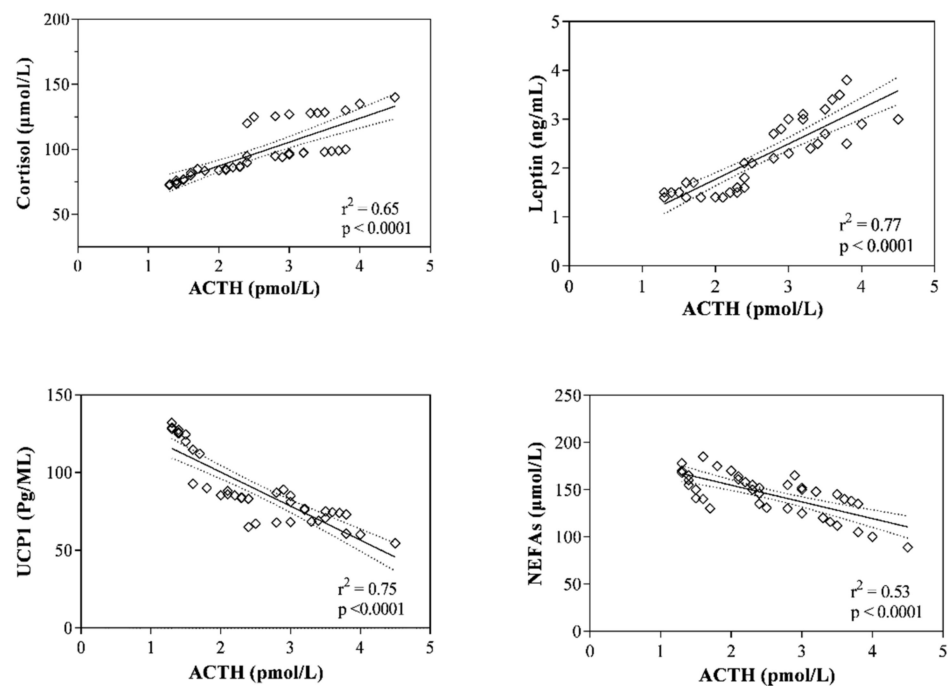 200
150
100
50
Cortisol (µmol/L)
r² = 0.65
p < 0.0001
0 1 2 3 4 5
ACTH (pmol/L)
5
4
3
2
1
0
Leptin (ng/mL)
r² = 0.77
p < 0.0001
0 1 2 3 4 5
ACTH (pmol/L)
150
100
50
0
UCP1 (Pg/ML)
r² = 0.75
p <0.0001
0 1 2 3 4 5
ACTH (pmol/L)
250
200
150
100
50
0
NEFAs (µmol/L)
r² = 0.53
p < 0.0001
0 1 2 3 4 5
ACTH (pmol/L)